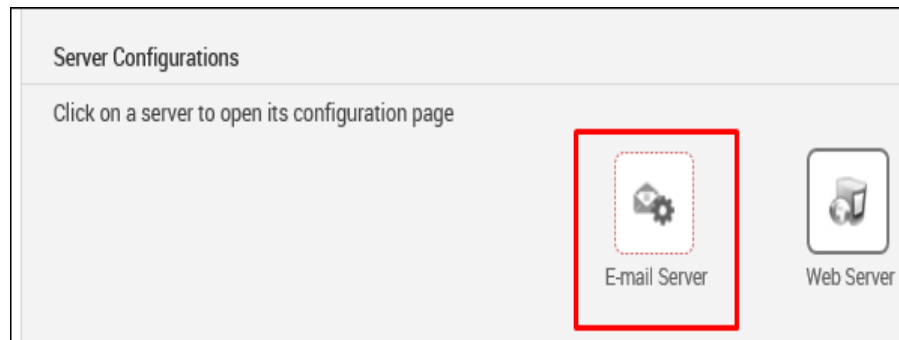 Server Configurations
Click on a server to open its configuration page
E-mail Server
Web Server